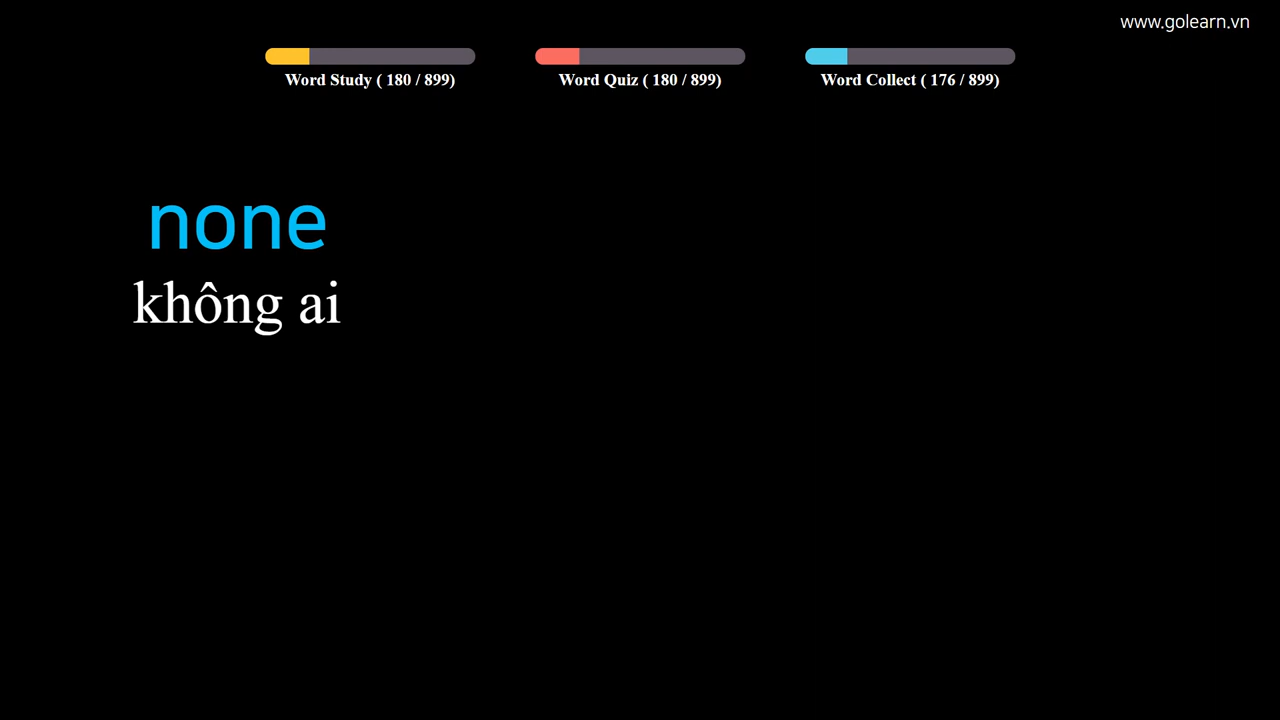 www.golearn.vn
Word Study ( 180 / 899)
Word Quiz ( 180 / 899)
Word Collect ( 176 / 899)
none
không ai